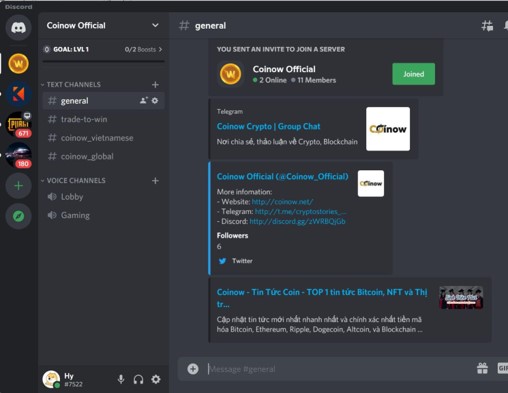 Discord
Coinow Official
GOAL: LVL 1
0/2 Boosts
TEXT CHANNELS
# general
# trade-to-win
# coinow_vietnamese
# coinow_global
VOICE CHANNELS
Lobby
Gaming
671
180
Hy
#7522
# general
YOU SENT AN INVITE TO JOIN A SERVER
Coinow Official
2 Online 11 Members
Joined
Telegram
Coinow Crypto | Group Chat
Nơi chia sẻ, thảo luận về Crypto, Blockchain
Coinow
Coinow Official (@Coinow_Official)
More infomation:
- Website: http://coinow.net/
- Telegram: http://t.me/cryptostories_...
- Discord: http://discord.gg/zWRBQjGb
Coinow
Followers
6
Twitter
Coinow - Tin Tức Coin - TOP 1 tin tức Bitcoin, NFT và Thị
tr...
Cập nhật tin tức mới nhất nhanh nhất và chính xác nhất tiền mã
hóa Bitcoin, Ethereum, Ripple, Dogecoin, Altcoin, và Blockchain ...
Message #general
GIF